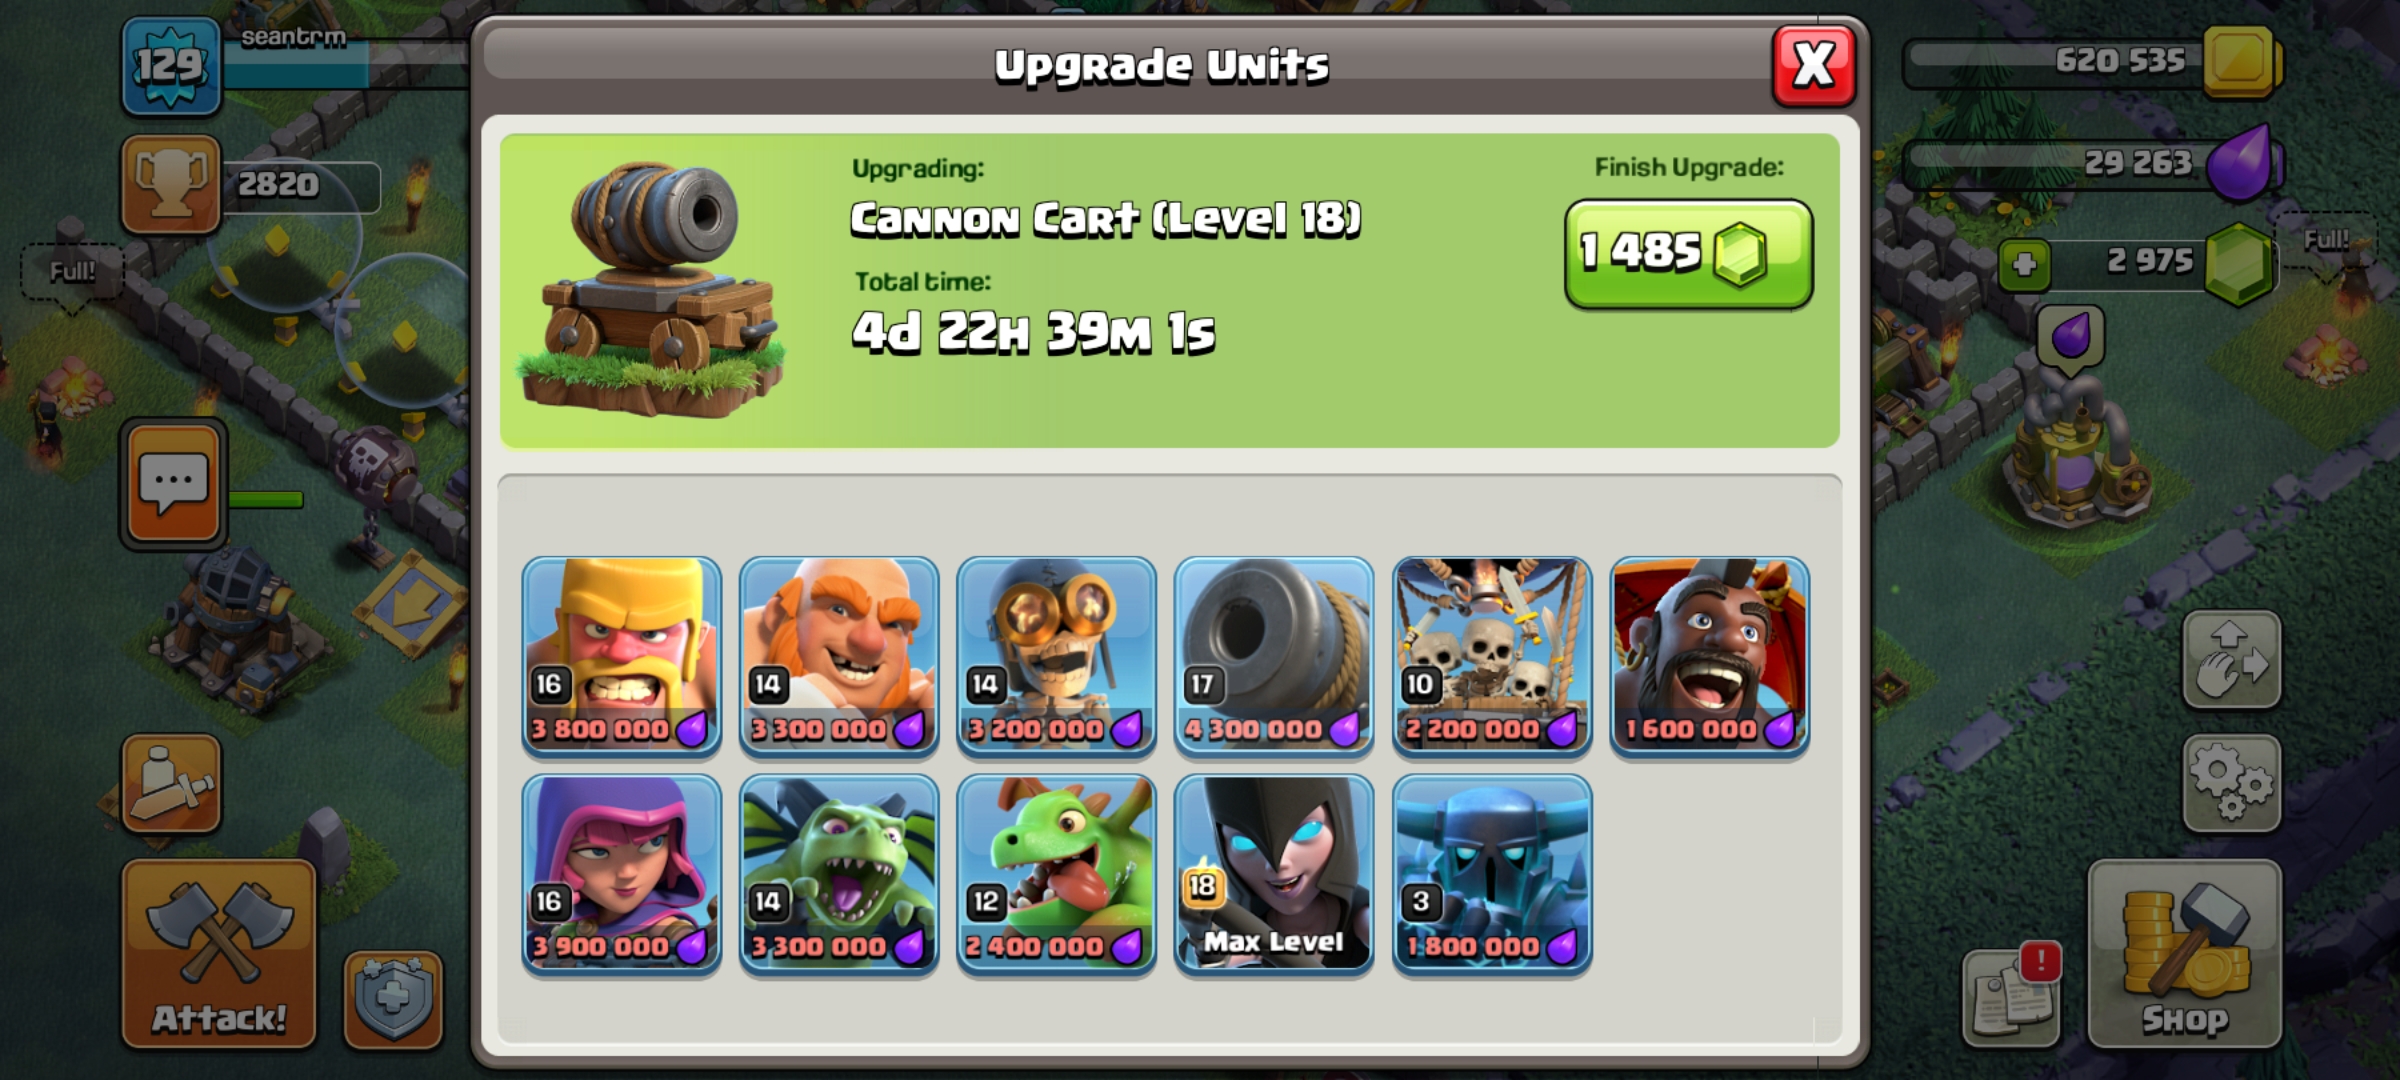 129
seantrm
2820
Full!
Upgrade Units
X
620 535
29 263
2 975
Full!
Upgrading:
Cannon Cart (Level 18)
Total time:
4d 22H 39M 1s
Finish Upgrade:
1 485
16
3 800 000
14
3 300 000
14
3 200 000
17
4 300 000
10
2 200 000
1 600 000
16
3 900 000
14
3 300 000
12
2 400 000
18
Max Level
3
1 800 000
Attack!
!
Shop